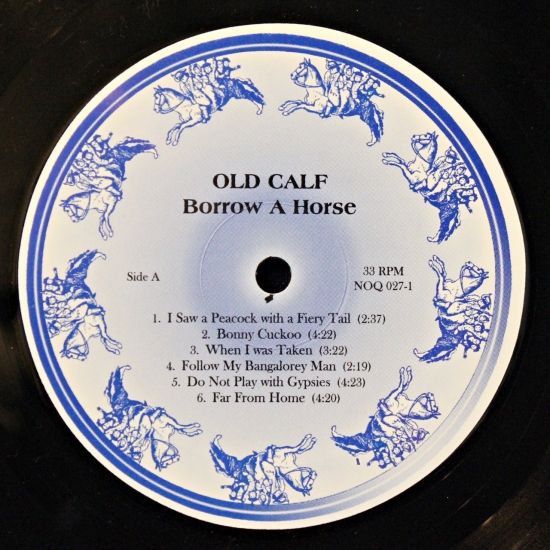 OLD CALF
Borrow A Horse
Side A
33 RPM
NOQ 027-1
1. I Saw a Peacock with a Fiery Tail (2:37)
2. Bonny Cuckoo (4:22)
3. When I was Taken (3:22)
4. Follow My Bangalorey Man (2:19)
5. Do Not Play with Gypsies (4:23)
6. Far From Home (4:20)